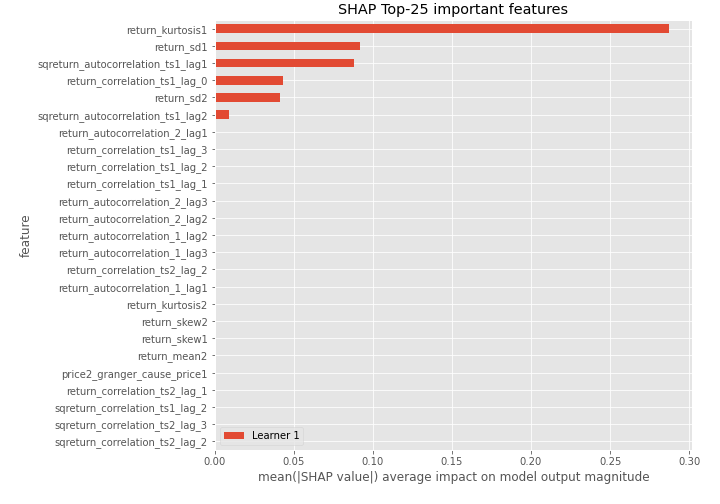 SHAP Top-25 important features
return_kurtosis1
return_sd1
sqreturn_autocorrelation_ts1_lag1
return_correlation_ts1_lag_0
return_sd2
sqreturn_autocorrelation_ts1_lag2
return_autocorrelation_2_lag1
return_correlation_ts1_lag_3
return_correlation_ts1_lag_2
return_correlation_ts1_lag_1
return_autocorrelation_2_lag3
return_autocorrelation_2_lag2
return_autocorrelation_1_lag2
return_autocorrelation_1_lag3
return_correlation_ts2_lag_2
return_autocorrelation_1_lag1
return_kurtosis2
return_skew2
return_skew1
return_mean2
price2_granger_cause_price1
return_correlation_ts2_lag_1
sqreturn_correlation_ts1_lag_2
sqreturn_correlation_ts2_lag_3
sqreturn_correlation_ts2_lag_2
feature
Learner 1
0.00 0.05 0.10 0.15 0.20 0.25 0.30
mean(|SHAP value|) average impact on model output magnitude